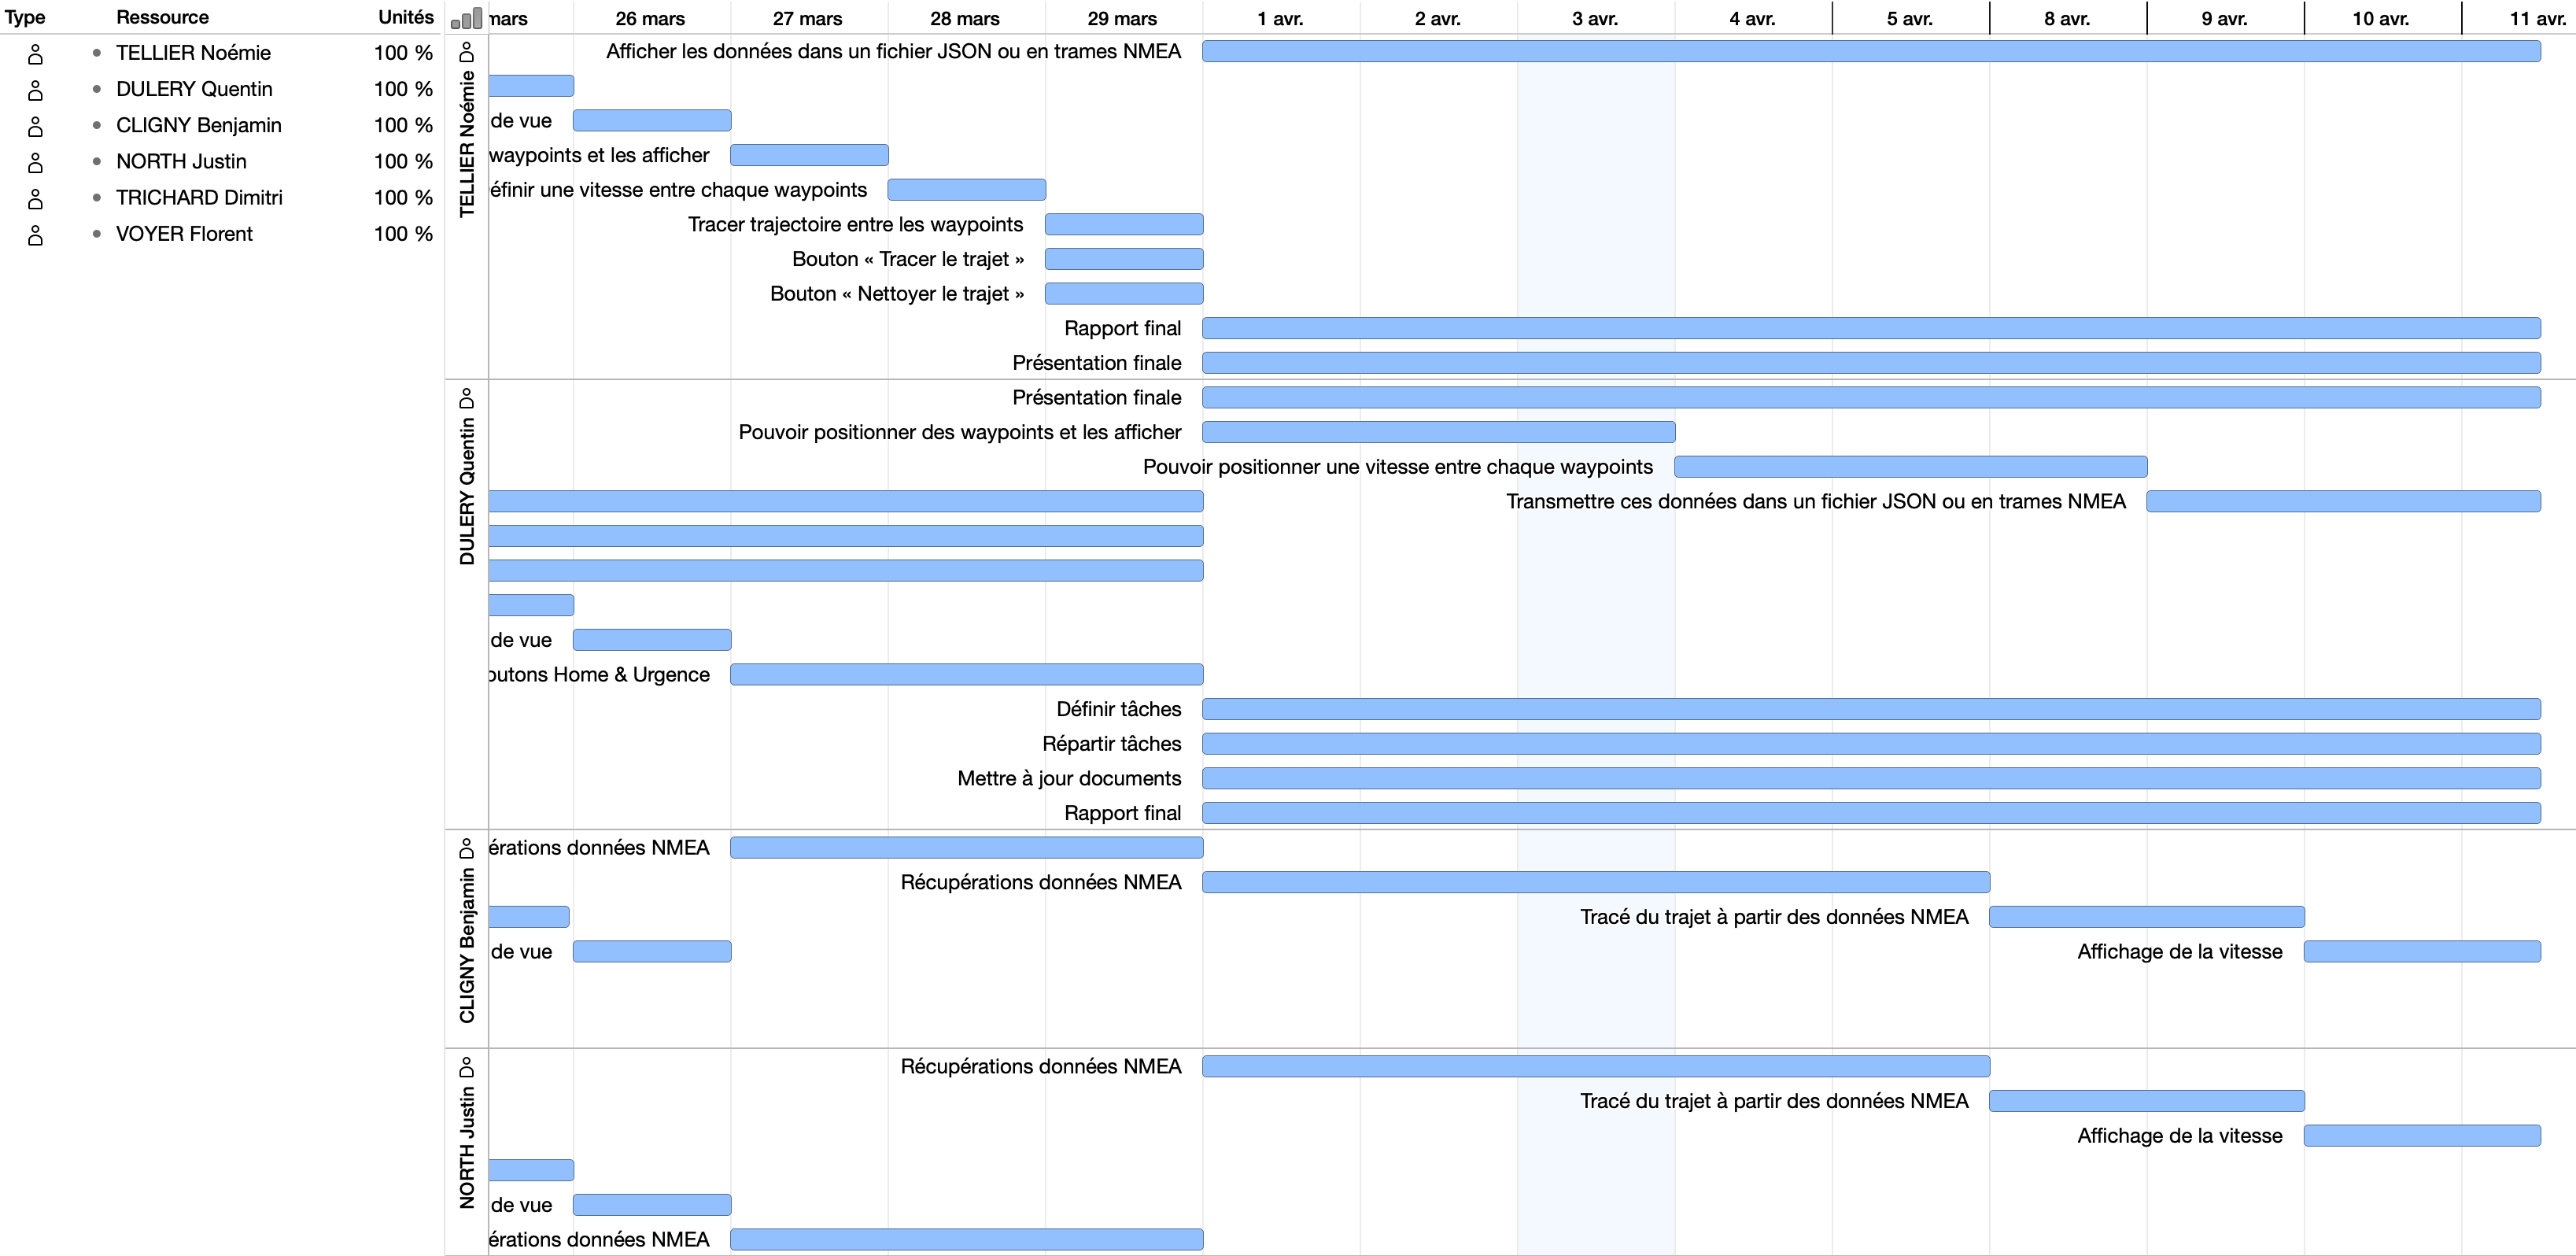 Type Ressource Unités
TELLIER Noémie 100 %
DULERY Quentin 100 %
CLIGNY Benjamin 100 %
NORTH Justin 100 %
TRICHARD Dimitri 100 %
VOYER Florent 100 %
mars 26 mars 27 mars 28 mars 29 mars 1 avr. 2 avr. 3 avr. 4 avr. 5 avr. 8 avr. 9 avr. 10 avr. 11 avr.
TELLIER Noémie
Afficher les données dans un fichier JSON ou en trames NMEA
de vue
waypoints et les afficher
éfinir une vitesse entre chaque waypoints
Tracer trajectoire entre les waypoints
Bouton « Tracer le trajet »
Bouton « Nettoyer le trajet »
Rapport final
Présentation finale
DULERY Quentin
Présentation finale
Pouvoir positionner des waypoints et les afficher
Pouvoir positionner une vitesse entre chaque waypoints
Transmettre ces données dans un fichier JSON ou en trames NMEA
de vue
outons Home & Urgence
Définir tâches
Répartir tâches
Mettre à jour documents
Rapport final
CLIGNY Benjamin
érations données NMEA
Récupérations données NMEA
Tracé du trajet à partir des données NMEA
de vue Affichage de la vitesse
NORTH Justin
Récupérations données NMEA
Tracé du trajet à partir des données NMEA
Affichage de la vitesse
de vue
érations données NMEA